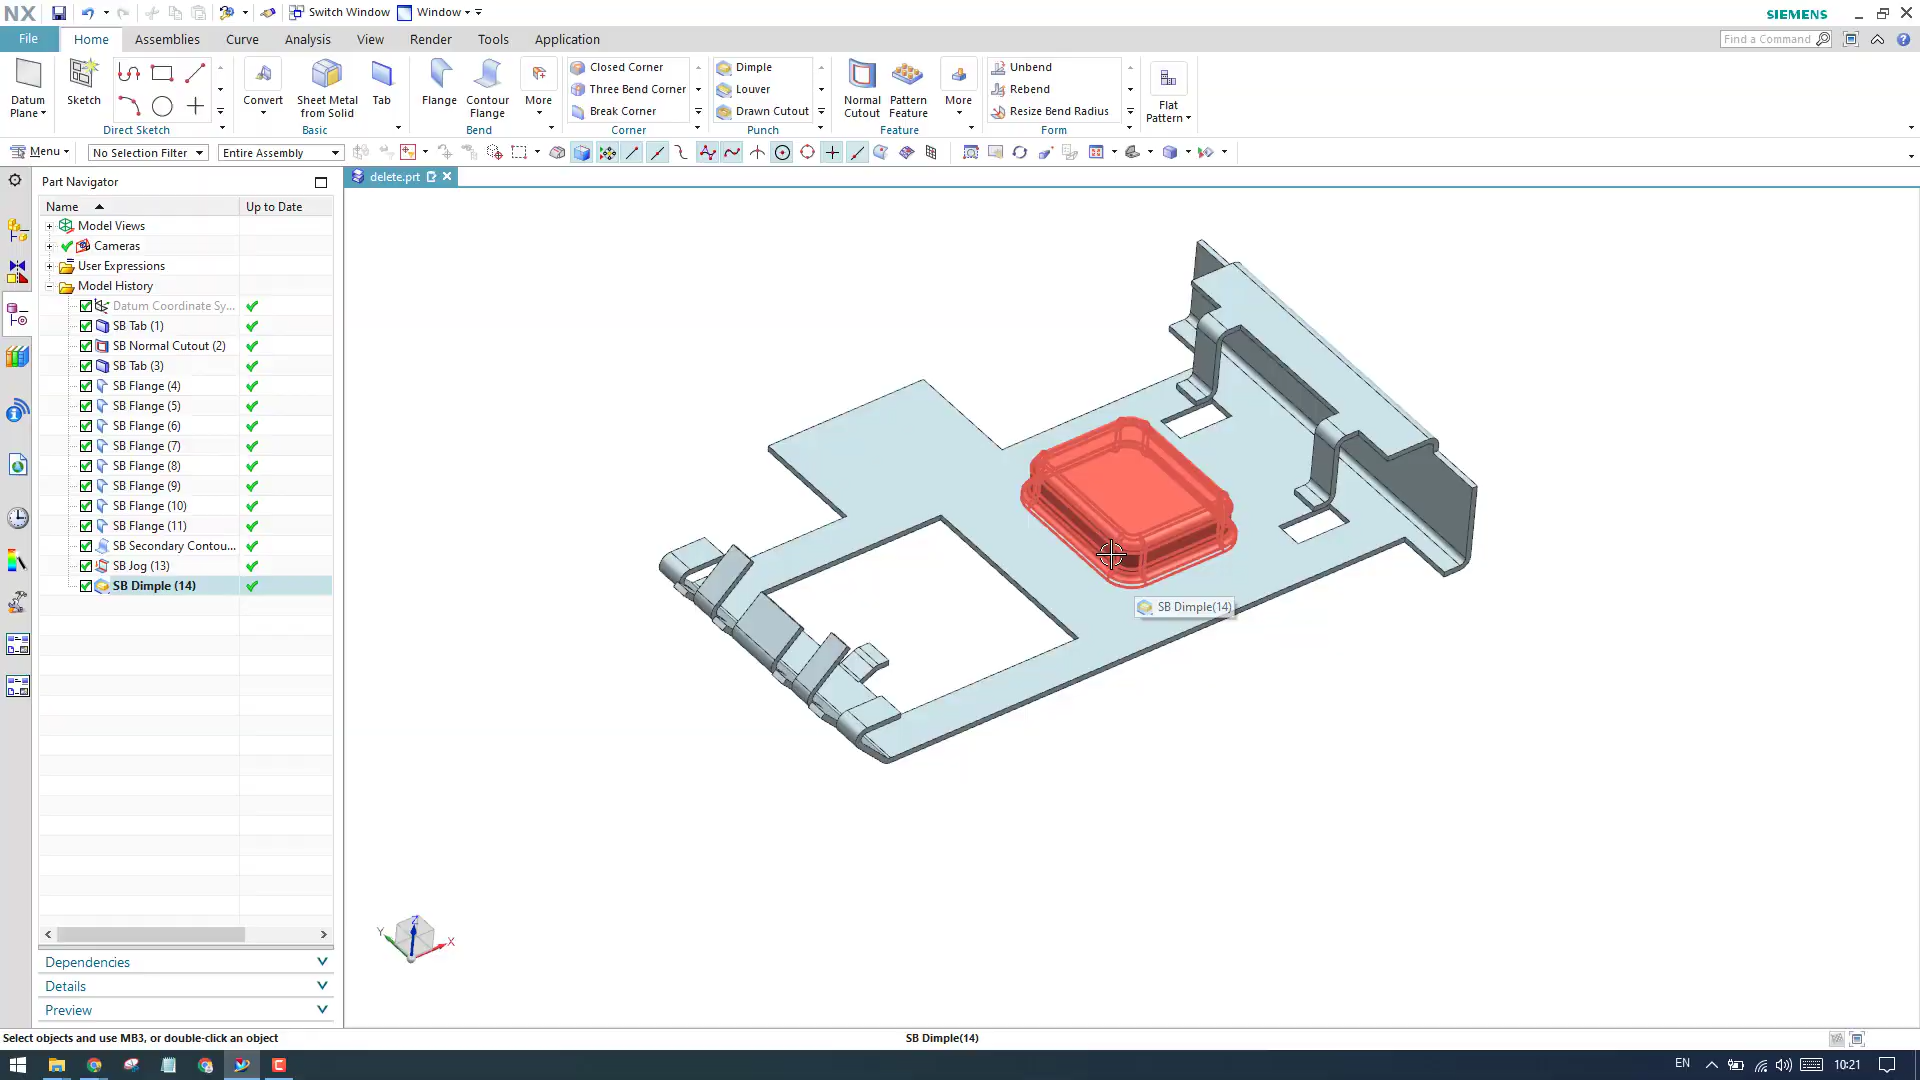 NX
Switch Window
Window
SIEMENS
File
Home
Assemblies
Curve
Analysis
View
Render
Tools
Application
Find a Command
Datum Plane
Sketch
Direct Sketch
Convert
Sheet Metal from Solid
Tab
Basic
Flange
Contour Flange
More
Bend
Closed Corner
Three Bend Corner
Break Corner
Corner
Dimple
Louver
Drawn Cutout
Punch
Normal Cutout
Pattern Feature
More
Feature
Unbend
Rebend
Resize Bend Radius
Form
Flat Pattern
Menu
No Selection Filter
Entire Assembly
Part Navigator
delete.prt
Name
Up to Date
Model Views
Cameras
User Expressions
Model History
Datum Coordinate Sy...
SB Tab (1)
SB Normal Cutout (2)
SB Tab (3)
SB Flange (4)
SB Flange (5)
SB Flange (6)
SB Flange (7)
SB Flange (8)
SB Flange (9)
SB Flange (10)
SB Flange (11)
SB Secondary Contou...
SB Jog (13)
SB Dimple (14)
SB Dimple(14)
Z
Y
X
Dependencies
Details
Preview
Select objects and use MB3, or double-click an object
SB Dimple(14)
EN
10:21